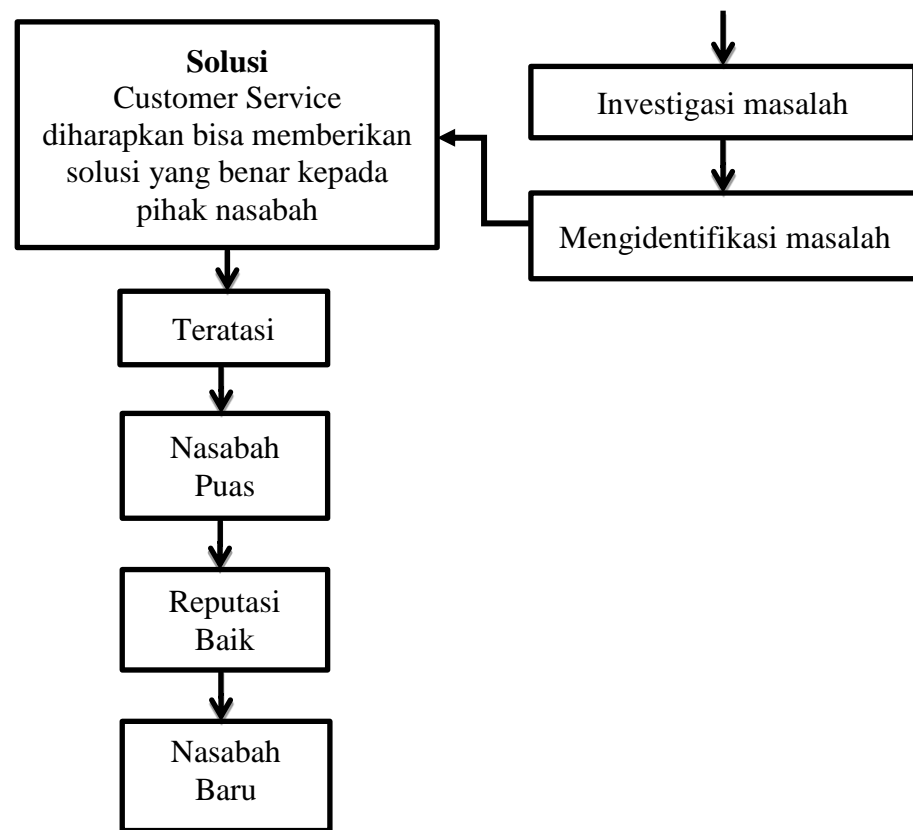 Investigasi masalah
Mengidentifikasi masalah
Solusi
Customer Service
diharapkan bisa memberikan
solusi yang benar kepada
pihak nasabah
Teratasi
Nasabah
Puas
Reputasi
Baik
Nasabah
Baru